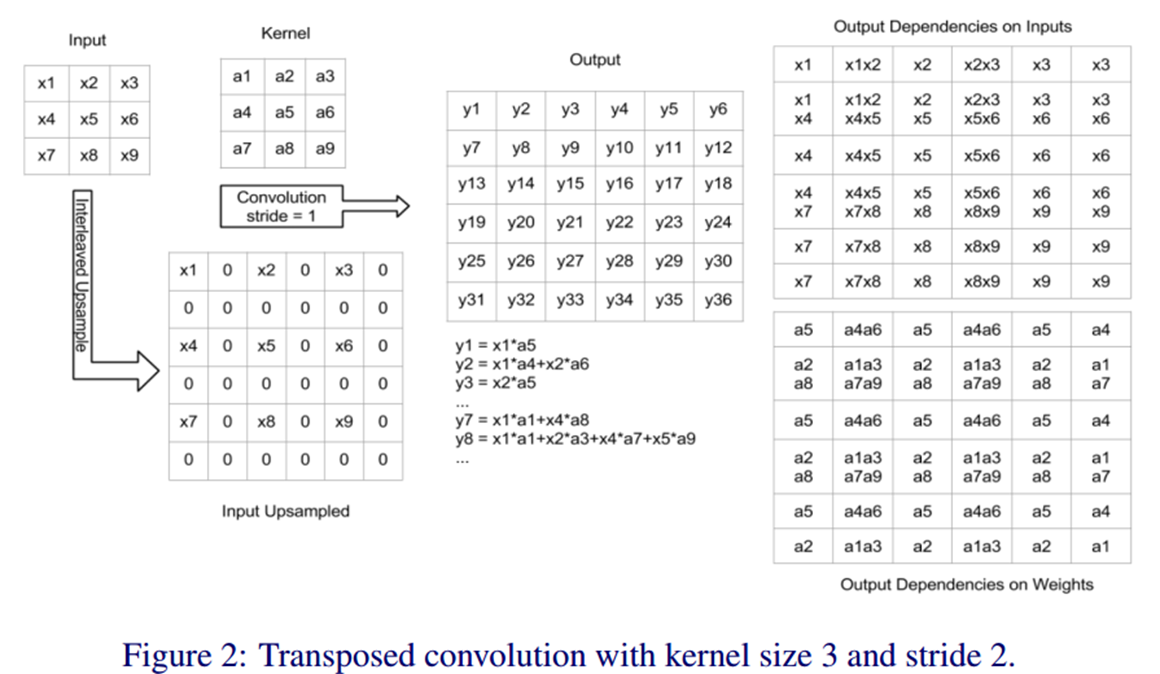 Input
x1 x2 x3
x4 x5 x6
x7 x8 x9
Kernel
a1 a2 a3
a4 a5 a6
a7 a8 a9
Interleaved Upsample
Convolution
stride = 1
x1 0 x2 0 x3 0
0 0 0 0 0 0
x4 0 x5 0 x6 0
0 0 0 0 0 0
x7 0 x8 0 x9 0
0 0 0 0 0 0
Input Upsampled
Output
y1 y2 y3 y4 y5 y6
y7 y8 y9 y10 y11 y12
y13 y14 y15 y16 y17 y18
y19 y20 y21 y22 y23 y24
y25 y26 y27 y28 y29 y30
y31 y32 y33 y34 y35 y36
y1 = x1*a5
y2 = x1*a4+x2*a6
y3 = x2*a5
...
y7 = x1*a1+x4*a8
y8 = x1*a1+x2*a3+x4*a7+x5*a9
...
Output Dependencies on Inputs
x1 x1x2 x2 x2x3 x3 x3
x1 x1x2 x2 x2x3 x3 x3
x4 x4x5 x5 x5x6 x6 x6
x4 x4x5 x5 x5x6 x6 x6
x4 x4x5 x5 x5x6 x6 x6
x7 x7x8 x8 x8x9 x9 x9
x7 x7x8 x8 x8x9 x9 x9
x7 x7x8 x8 x8x9 x9 x9
a5 a4a6 a5 a4a6 a5 a4
a2 a1a3 a2 a1a3 a2 a1
a8 a7a9 a8 a7a9 a8 a7
a5 a4a6 a5 a4a6 a5 a4
a2 a1a3 a2 a1a3 a2 a1
a8 a7a9 a8 a7a9 a8 a7
a5 a4a6 a5 a4a6 a5 a4
a2 a1a3 a2 a1a3 a2 a1
Output Dependencies on Weights
Figure 2: Transposed convolution with kernel size 3 and stride 2.